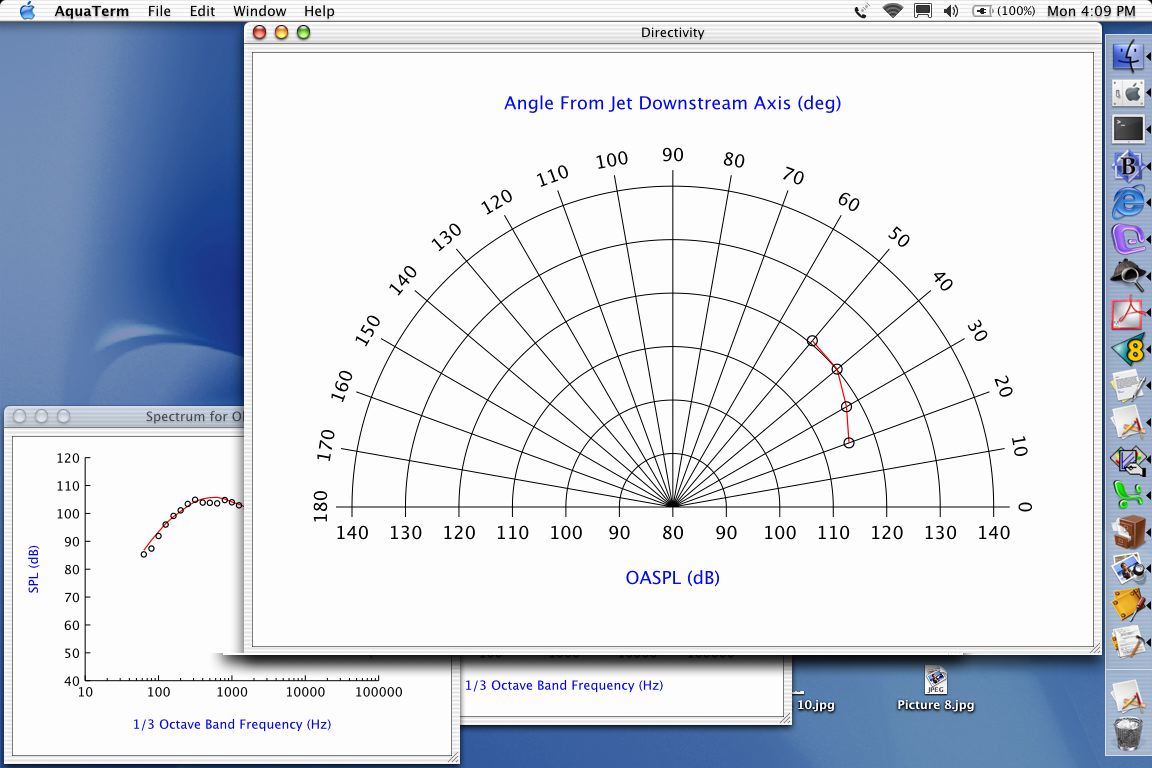 AquaTerm File Edit Window Help (100%) Mon 4:09 PM
Directivity
Angle From Jet Downstream Axis (deg)
180 170 160 150 140 130 120 110 100 90 80 70 60 50 40 30 20 10 0
140 130 120 110 100 90 80 90 100 110 120 130 140
OASPL (dB)
Spectrum for O
120
110
100
90
80
70
60
50
40
SPL (dB)
10 100 1000 10000 100000
1/3 Octave Band Frequency (Hz)
1/3 Octave Band Frequency (Hz)
10.jpg
JPEG
Picture 8.jpg
B
8